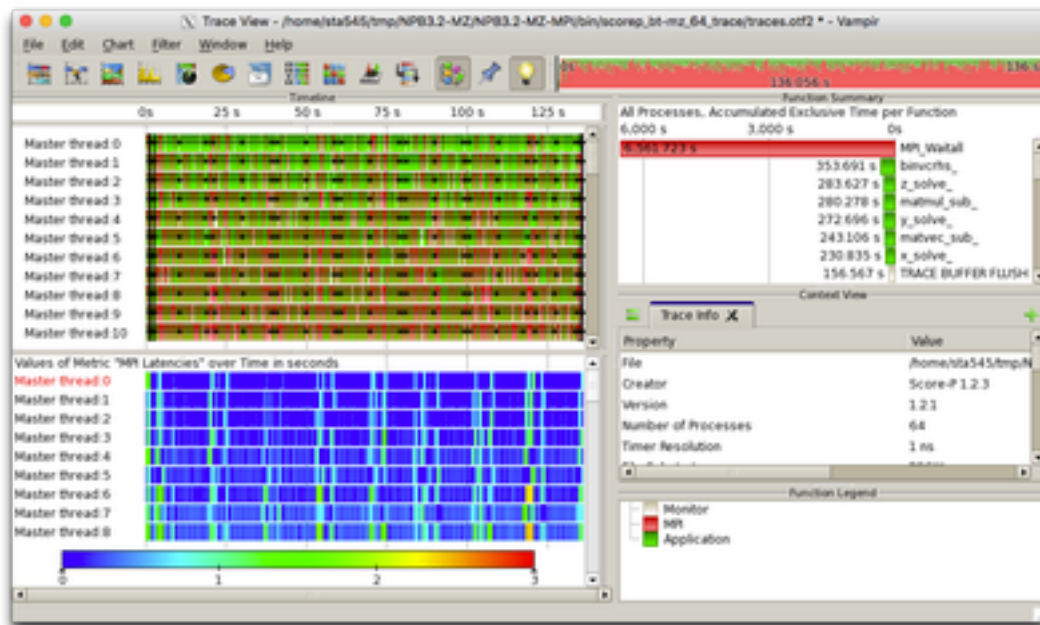 Trace View - /home/sta545/tmp/NPB3.2-MZ/NPB3.2-MZ-MPI/bin/scorep_bt-mz_64_trace/traces.otf2 * - Vampir
File Edit Chart Filter Window Help
0s 136 s
136.056 s
Timeline
0s 25 s 50 s 75 s 100 s 125 s
Master thread:0
Master thread:1
Master thread:2
Master thread:3
Master thread:4
Master thread:5
Master thread:6
Master thread:7
Master thread:8
Master thread:9
Master thread:10
Values of Metric "MPI Latencies" over Time in seconds
Master thread:0
Master thread:1
Master thread:2
Master thread:3
Master thread:4
Master thread:5
Master thread:6
Master thread:7
Master thread:8
0 1 2 3
Function Summary
All Processes, Accumulated Exclusive Time per Function
6,000 s 3,000 s 0s
6,561.723 s MPI_Waitall
353.691 s binvcrhs_
283.627 s z_solve_
280.278 s matmul_sub_
272.696 s y_solve_
243.106 s matvec_sub_
230.835 s x_solve_
156.567 s TRACE BUFFER FLUSH
Context View
Trace Info
Property Value
File /home/sta545/tmp/N
Creator Score-P 1.2.3
Version 1.2.1
Number of Processes 64
Timer Resolution 1 ns
Function Legend
Monitor
MPI
Application